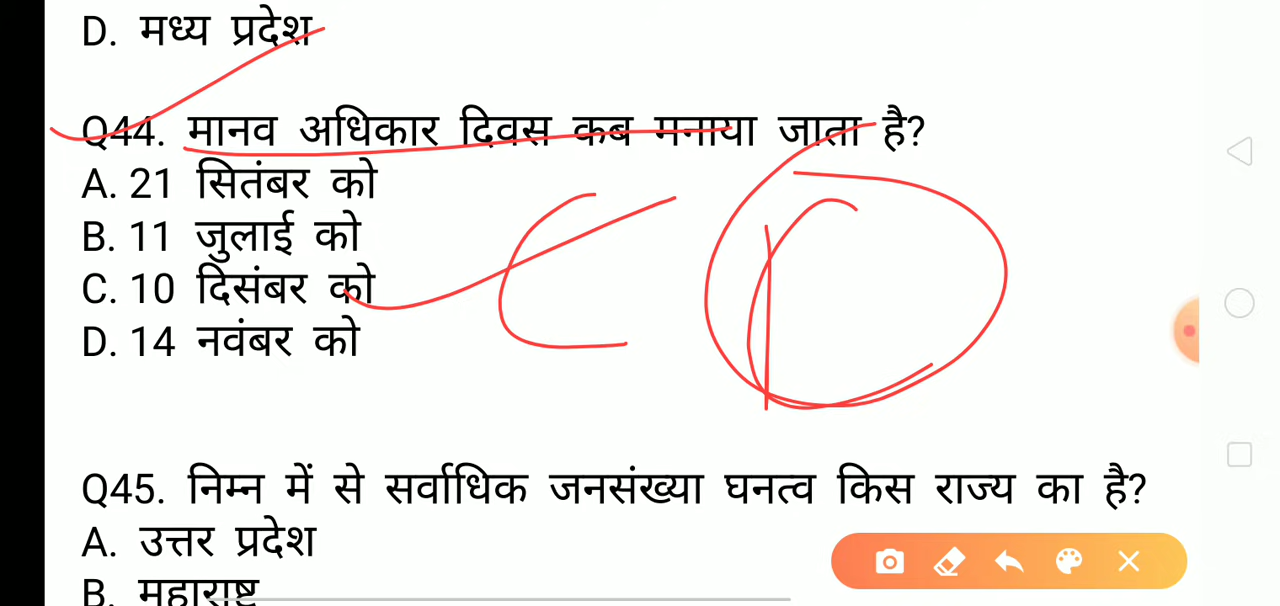 D. मध्य प्रदेश
Q44. मानव अधिकार दिवस कब मनाया जाता है?
A. 21 सितंबर को
B. 11 जुलाई को
C. 10 दिसंबर को
D. 14 नवंबर को
Q45. निम्न में से सर्वाधिक जनसंख्या घनत्व किस राज्य का है?
A. उत्तर प्रदेश
B. महाराष्ट्र